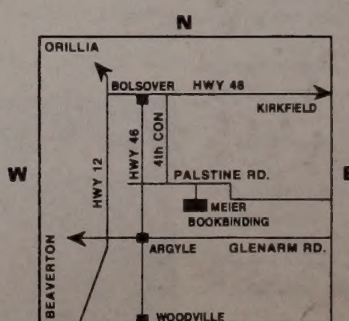 N
ORILLIA
BOLSOVER HWY 48
KIRKFIELD
HWY 12
HWY 46
4th CON
W
PALSTINE RD.
E
MEIER
BOOKBINDING
ARGYLE GLENARM RD.
BEAVERTON
WOODVILLE